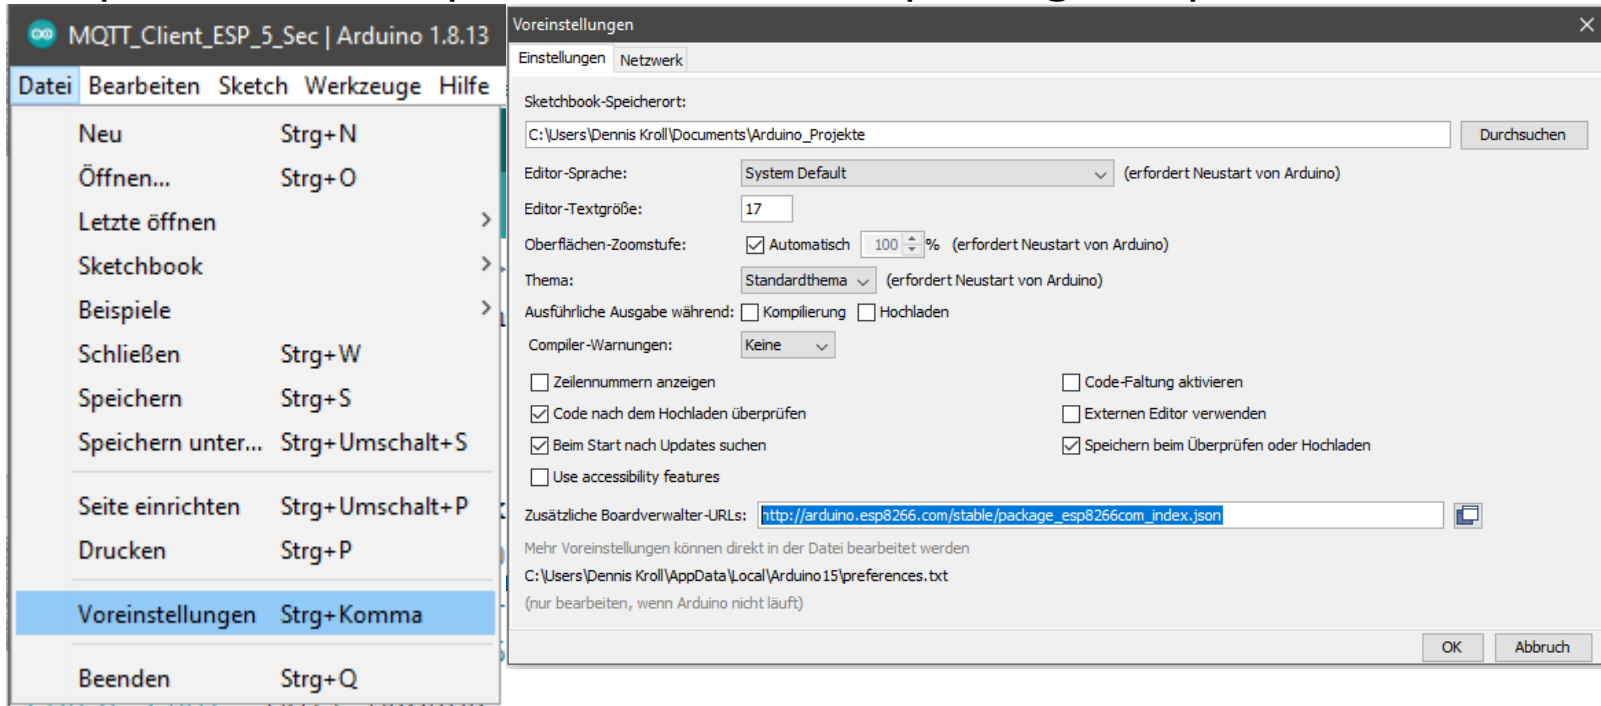 MQTT_Client_ESP_5_Sec | Arduino 1.8.13
Datei Bearbeiten Sketch Werkzeuge Hilfe
Neu Strg+N
Öffnen... Strg+O
Letzte öffnen
Sketchbook
Beispiele
Schließen Strg+W
Speichern Strg+S
Speichern unter... Strg+Umschalt+S
Seite einrichten Strg+Umschalt+P
Drucken Strg+P
Voreinstellungen Strg+Komma
Beenden Strg+Q
Voreinstellungen
Einstellungen Netzwerk
Sketchbook-Speicherort:
C:\Users\Dennis Kroll\Documents\Arduino_Projekte Durchsuchen
Editor-Sprache: System Default (erfordert Neustart von Arduino)
Editor-Textgröße: 17
Oberflächen-Zoomstufe: Automatisch 100 % (erfordert Neustart von Arduino)
Thema: Standardthema (erfordert Neustart von Arduino)
Ausführliche Ausgabe während: Kompilierung Hochladen
Compiler-Warnungen: Keine
Zeilennummern anzeigen Code-Faltung aktivieren
Code nach dem Hochladen überprüfen Externen Editor verwenden
Beim Start nach Updates suchen Speichern beim Überprüfen oder Hochladen
Use accessibility features
Zusätzliche Boardverwalter-URLs: http://arduino.esp8266.com/stable/package_esp8266com_index.json
Mehr Voreinstellungen können direkt in der Datei bearbeitet werden
C:\Users\Dennis Kroll\AppData\Local\Arduino15\preferences.txt
(nur bearbeiten, wenn Arduino nicht läuft)
OK Abbruch